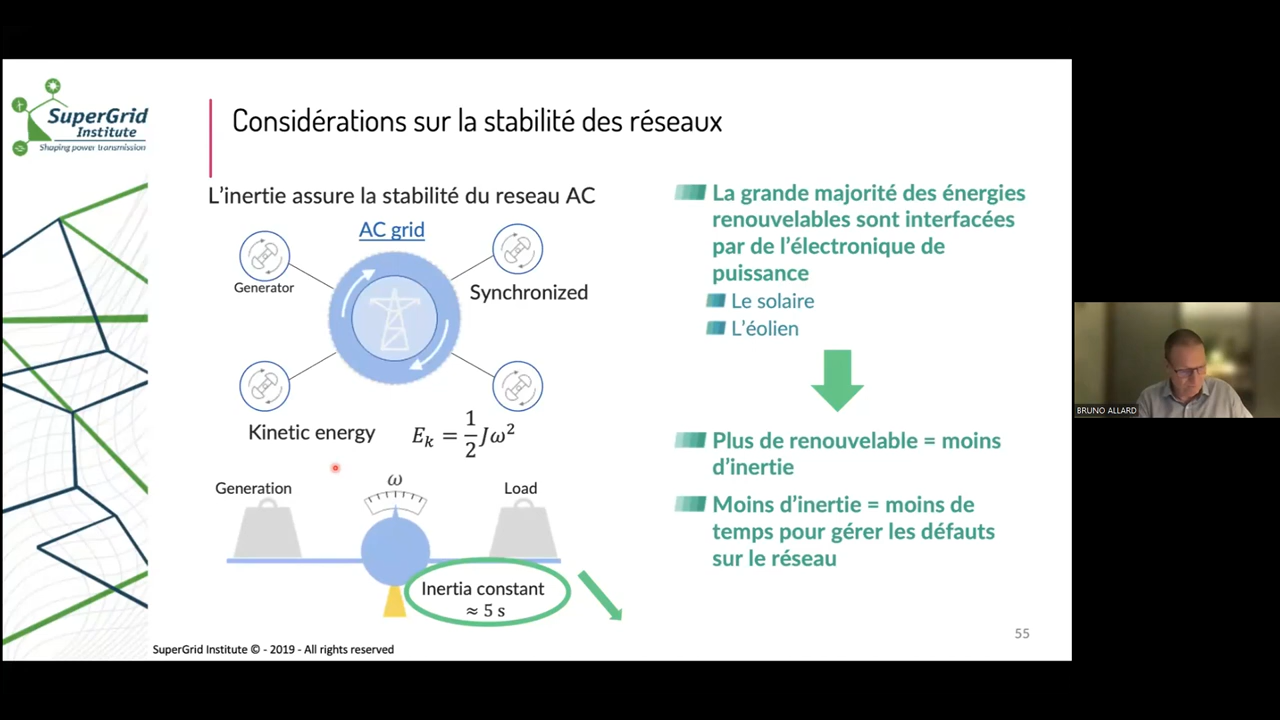 SuperGrid
Institute
Shaping power transmission
Considérations sur la stabilité des réseaux
L'inertie assure la stabilité du reseau AC
AC grid
Generator
Synchronized
Kinetic energy
E_k = 1/2 Jω²
Generation
ω
Load
Inertia constant
≈ 5 s
La grande majorité des énergies
renouvelables sont interfacées
par de l'électronique de
puissance
Le solaire
L'éolien
Plus de renouvelable = moins
d'inertie
Moins d'inertie = moins de
temps pour gérer les défauts
sur le réseau
55
SuperGrid Institute © - 2019 - All rights reserved
BRUNO ALLARD